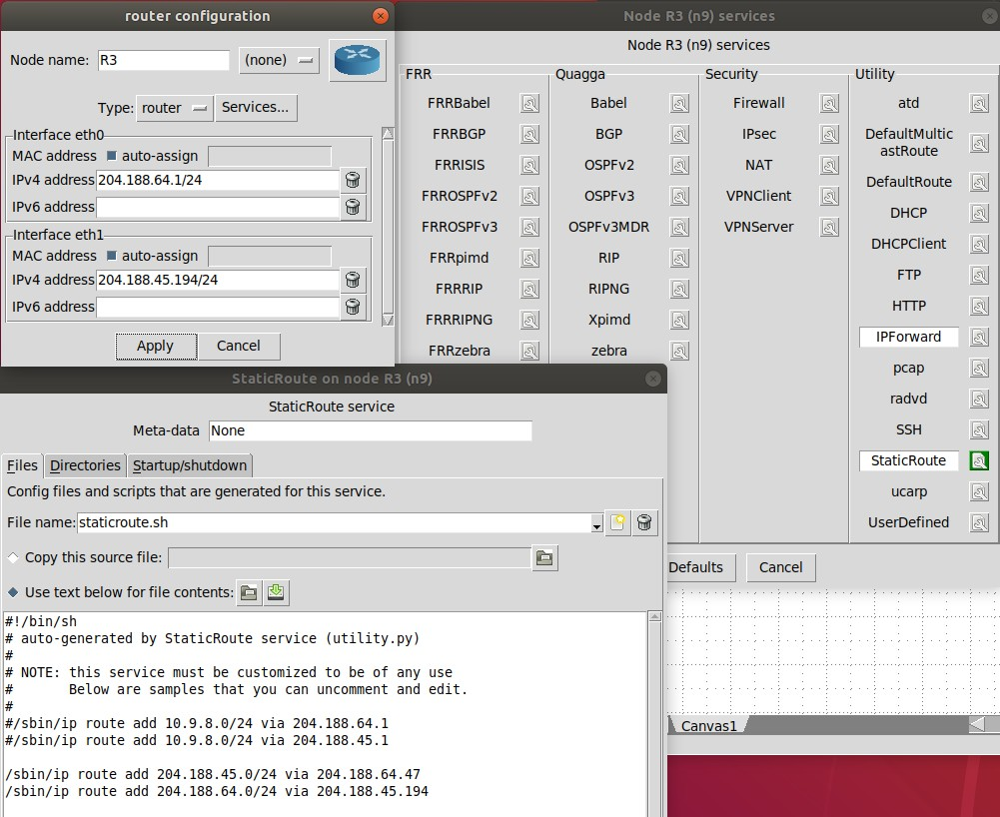 router configuration
Node name: R3 (none)
Type: router Services...
Interface eth0
MAC address auto-assign
IPv4 address 204.188.64.1/24
IPv6 address
Interface eth1
MAC address auto-assign
IPv4 address 204.188.45.194/24
IPv6 address
Apply Cancel
Node R3 (n9) services
Node R3 (n9) services
FRR
FRRBabel
FRRBGP
FRRISIS
FRROSPFv2
FRROSPFv3
FRRpimd
FRRRIP
FRRRIPNG
FRRzebra
Quagga
Babel
BGP
OSPFv2
OSPFv3
OSPFv3MDR
RIP
RIPNG
Xpimd
zebra
Security
Firewall
IPsec
NAT
VPNClient
VPNServer
Utility
atd
DefaultMultic
astRoute
DefaultRoute
DHCP
DHCPClient
FTP
HTTP
IPForward
pcap
radvd
SSH
StaticRoute
ucarp
UserDefined
Defaults Cancel
StaticRoute on node R3 (n9)
StaticRoute service
Meta-data None
Files Directories Startup/shutdown
Config files and scripts that are generated for this service.
File name: staticroute.sh
Copy this source file:
Use text below for file contents:
#!/bin/sh
# auto-generated by StaticRoute service (utility.py)
#
# NOTE: this service must be customized to be of any use
#       Below are samples that you can uncomment and edit.
#
#/sbin/ip route add 10.9.8.0/24 via 204.188.64.1
#/sbin/ip route add 10.9.8.0/24 via 204.188.45.1
/sbin/ip route add 204.188.45.0/24 via 204.188.64.47
/sbin/ip route add 204.188.64.0/24 via 204.188.45.194
Canvas1